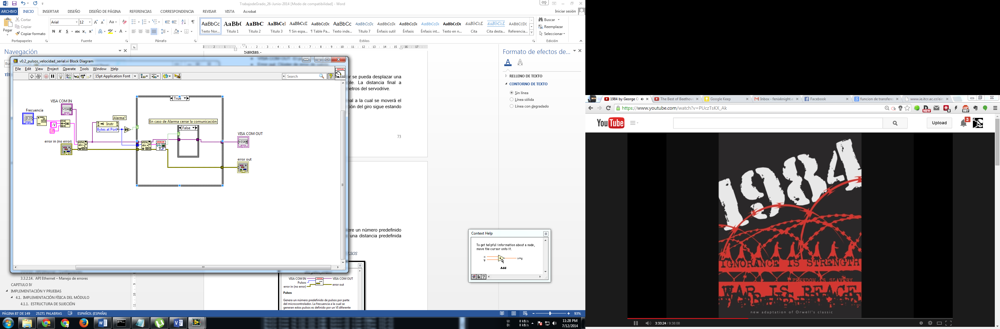 TrabajodeGrado_26-Junio-2014 [Modo de compatibilidad] - Word
ARCHIVO INICIO INSERTAR DISEÑO DISEÑO DE PÁGINA REFERENCIAS CORRESPONDENCIA REVISAR VISTA Acrobat Iniciar sesión
Pegar
Cortar
Copiar
Copiar formato
Portapapeles
Arial 12
Fuente
Párrafo
AaBbCc AaBb( AaBbC AaBbCcI AaBbCcD AaBbCcDc AaBbCc AaBbCcDc AaBbCcDc AaBbCcDc AaBbCcDc AaBbCcDc AaBbCcL AaBbCcL AaBbCcDc
Texto Nor... Titulo 1 Titulo 2 Titulo 3 ¶ Sin espa... ¶ Table Pa... Texto inde... Título 7 Énfasis sutil Énfasis Énfasis int... Texto en n... Cita Cita desta... Referencia...
Estilos
Buscar
Reemplazar
Seleccionar
Edición
Navegación
Salidas.-
v0.2_pulsos_velocidad_serial.vi Block Diagram
File Edit View Project Operate Tools Window Help
15pt Application Font
Search
SERIAL
POS
VISA COM IN
Frecuencia
1.23
-V
error in (no error)
Alarma?
Instr
Bytes at Port
True
En caso de Alarma cerrar la comunicación
False
ERROR
VISA COM OUT
error out
r se pueda desplazar una
ble. La distancia final a
netros del servodrive.
eal a la cual se moverá el
ción del giro sigue estando
73
ere un número predefinido
una distancia predefinida
LSOS
VISA COM IN VISA COM OUT
Pulsos
error in (no error) error out
Pulsos
Genera un número predefinido de pulsos por parte
del microcontrolador. La frecuencia a la cual se
generan estos pulsos es definido por un VI diferente
3.3.2.14. API Ethernet – Manejo de errores
CAPITULO IV
IMPLEMENTACIÓN Y PRUEBAS
4.1. IMPLEMENTACIÓN FÍSICA DEL MÓDULO
4.1.1. ESTRUCTURA DE SUJECIÓN
Formato de efectos de...
RELLENO DE TEXTO
CONTORNO DE TEXTO
Sin línea
Línea sólida
Línea con degradado
Context Help
To get helpful information about a node,
move the cursor onto it.
x
y
x+y
Add
PÁGINA 87 DE 149 25271 PALABRAS ESPAÑOL (ESPAÑA) 93%
U: 0 kB/s
D: 0 kB/s
11:28 PM
7/12/2014
1984 by George O The Best of Beethove Google Keep Inbox - fenixknight.e Facebook funcion de transfere www.ie.itcr.ac.cr/ein
https://www.youtube.com/watch?v=PUczTsKX_Ak
YouTube
Upload
3
1984
IGNORANCE IS STRENGTH
FREEDOM IS SLAVERY
WAR IS PEACE
new adaptation of Orwell's classic
3:33:24 / 9:38:08